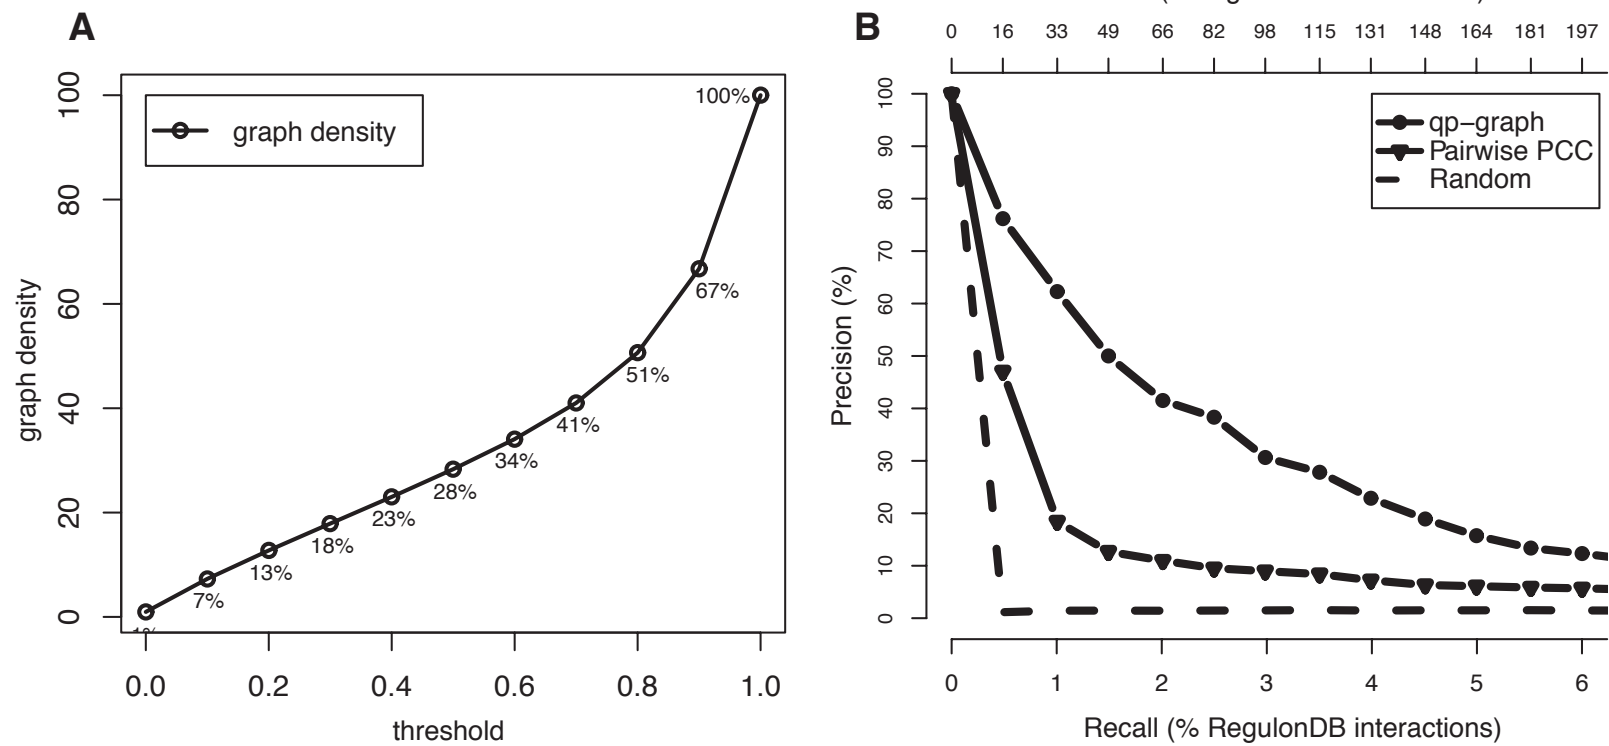 A
graph density
100
80
60
40
20
0
graph density
100%
67%
51%
41%
34%
28%
23%
18%
13%
7%
0.0 0.2 0.4 0.6 0.8 1.0
threshold
B
0 16 33 49 66 82 98 115 131 148 164 181 197
100
90
80
70
60
50
40
30
20
10
0
Precision (%)
qp−graph
Pairwise PCC
Random
0 1 2 3 4 5 6
Recall (% RegulonDB interactions)